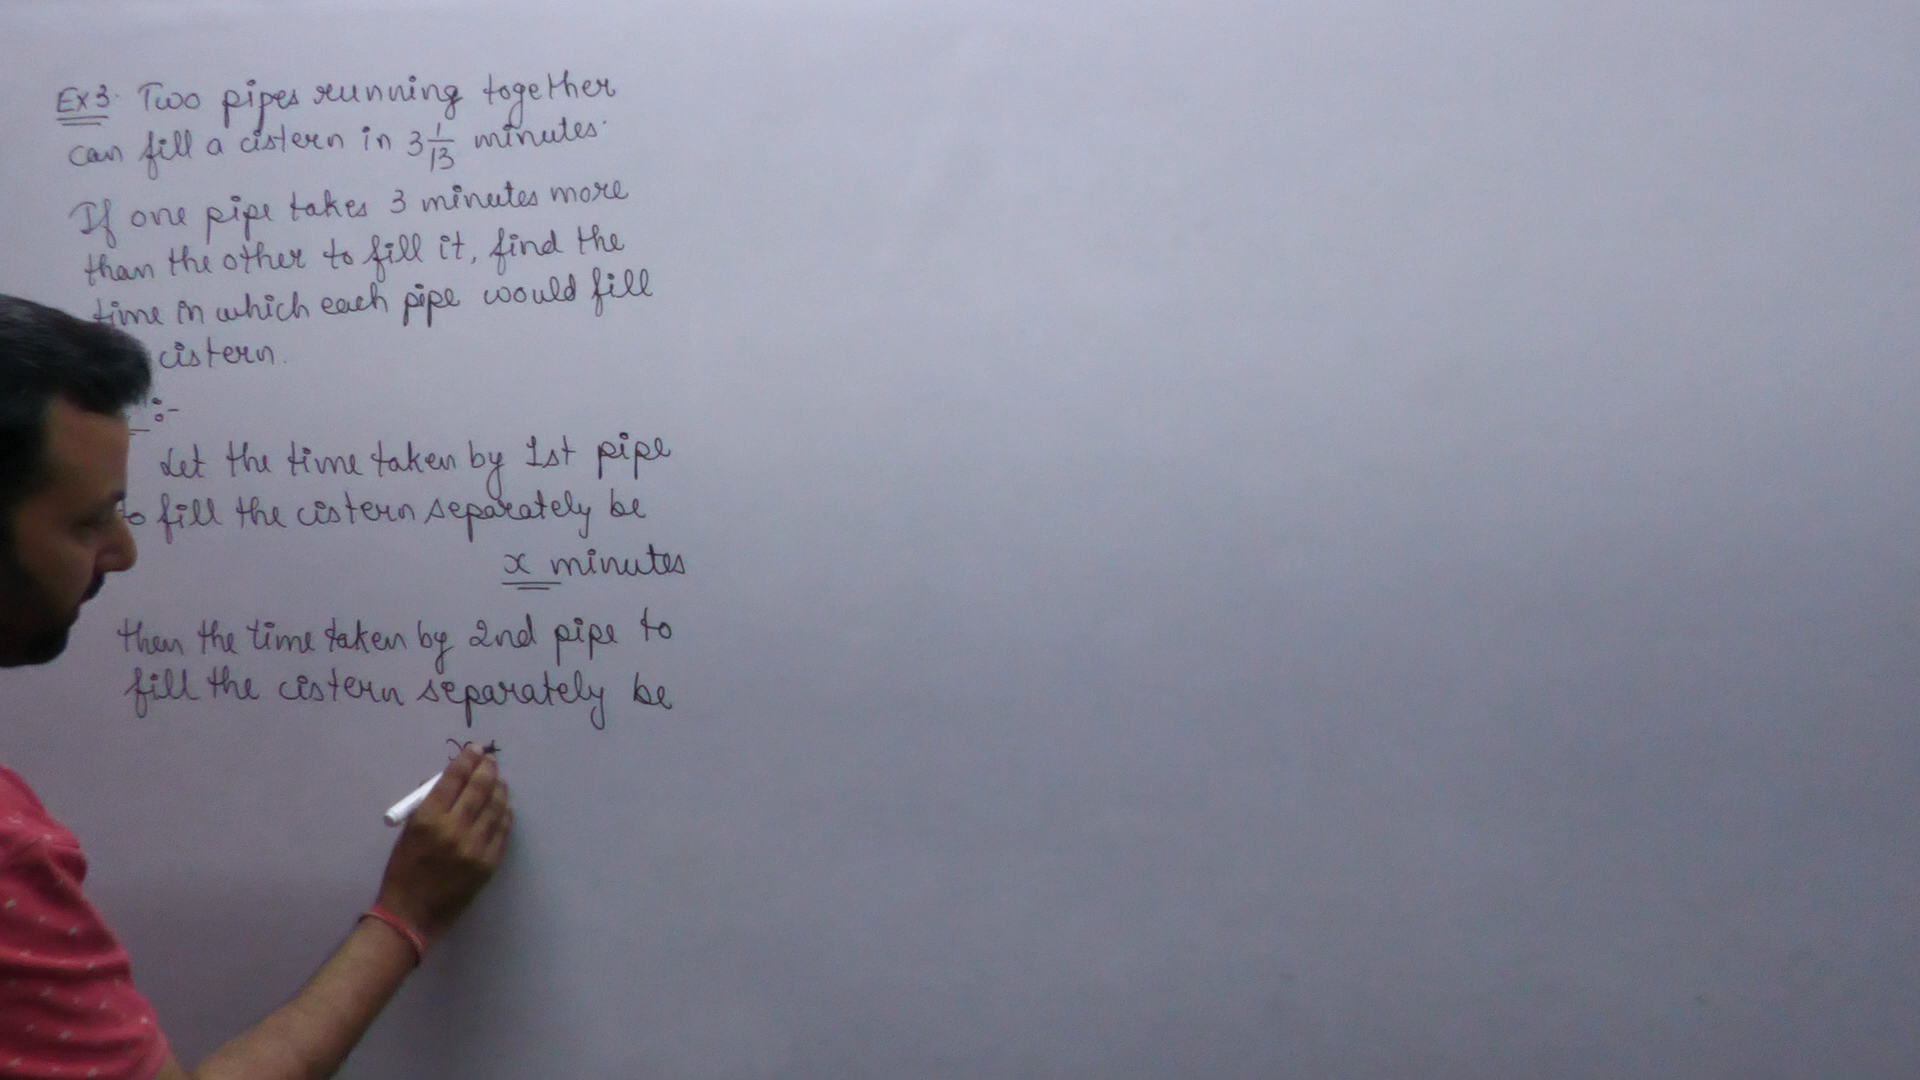 Ex3. Two pipes running together
can fill a cistern in 3 1/13 minutes.
If one pipe takes 3 minutes more
than the other to fill it, find the
time in which each pipe would fill
cistern.
:-
Let the time taken by 1st pipe
to fill the cistern separately be
x minutes
then the time taken by 2nd pipe to
fill the cistern separately be
x +